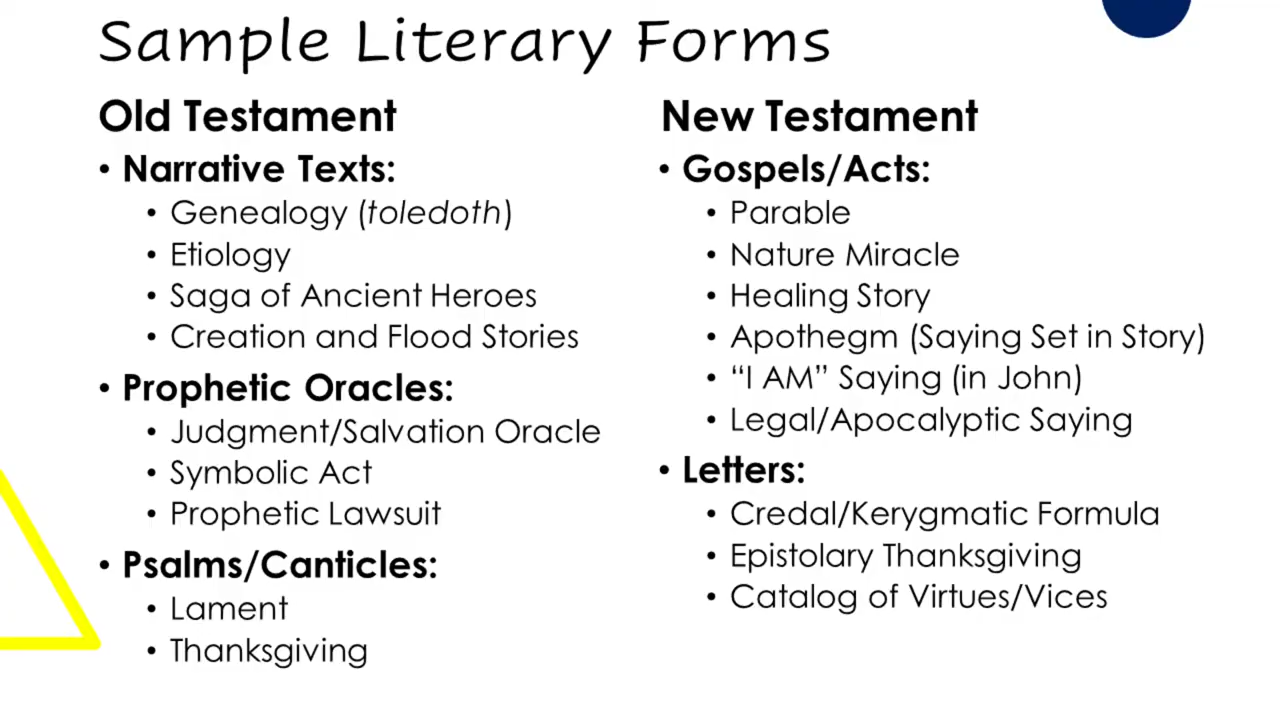 Sample Literary Forms
Old Testament
• Narrative Texts:
• Genealogy (toledoth)
• Etiology
• Saga of Ancient Heroes
• Creation and Flood Stories
• Prophetic Oracles:
• Judgment/Salvation Oracle
• Symbolic Act
• Prophetic Lawsuit
• Psalms/Canticles:
• Lament
• Thanksgiving
New Testament
• Gospels/Acts:
• Parable
• Nature Miracle
• Healing Story
• Apothegm (Saying Set in Story)
• “I AM” Saying (in John)
• Legal/Apocalyptic Saying
• Letters:
• Credal/Kerygmatic Formula
• Epistolary Thanksgiving
• Catalog of Virtues/Vices